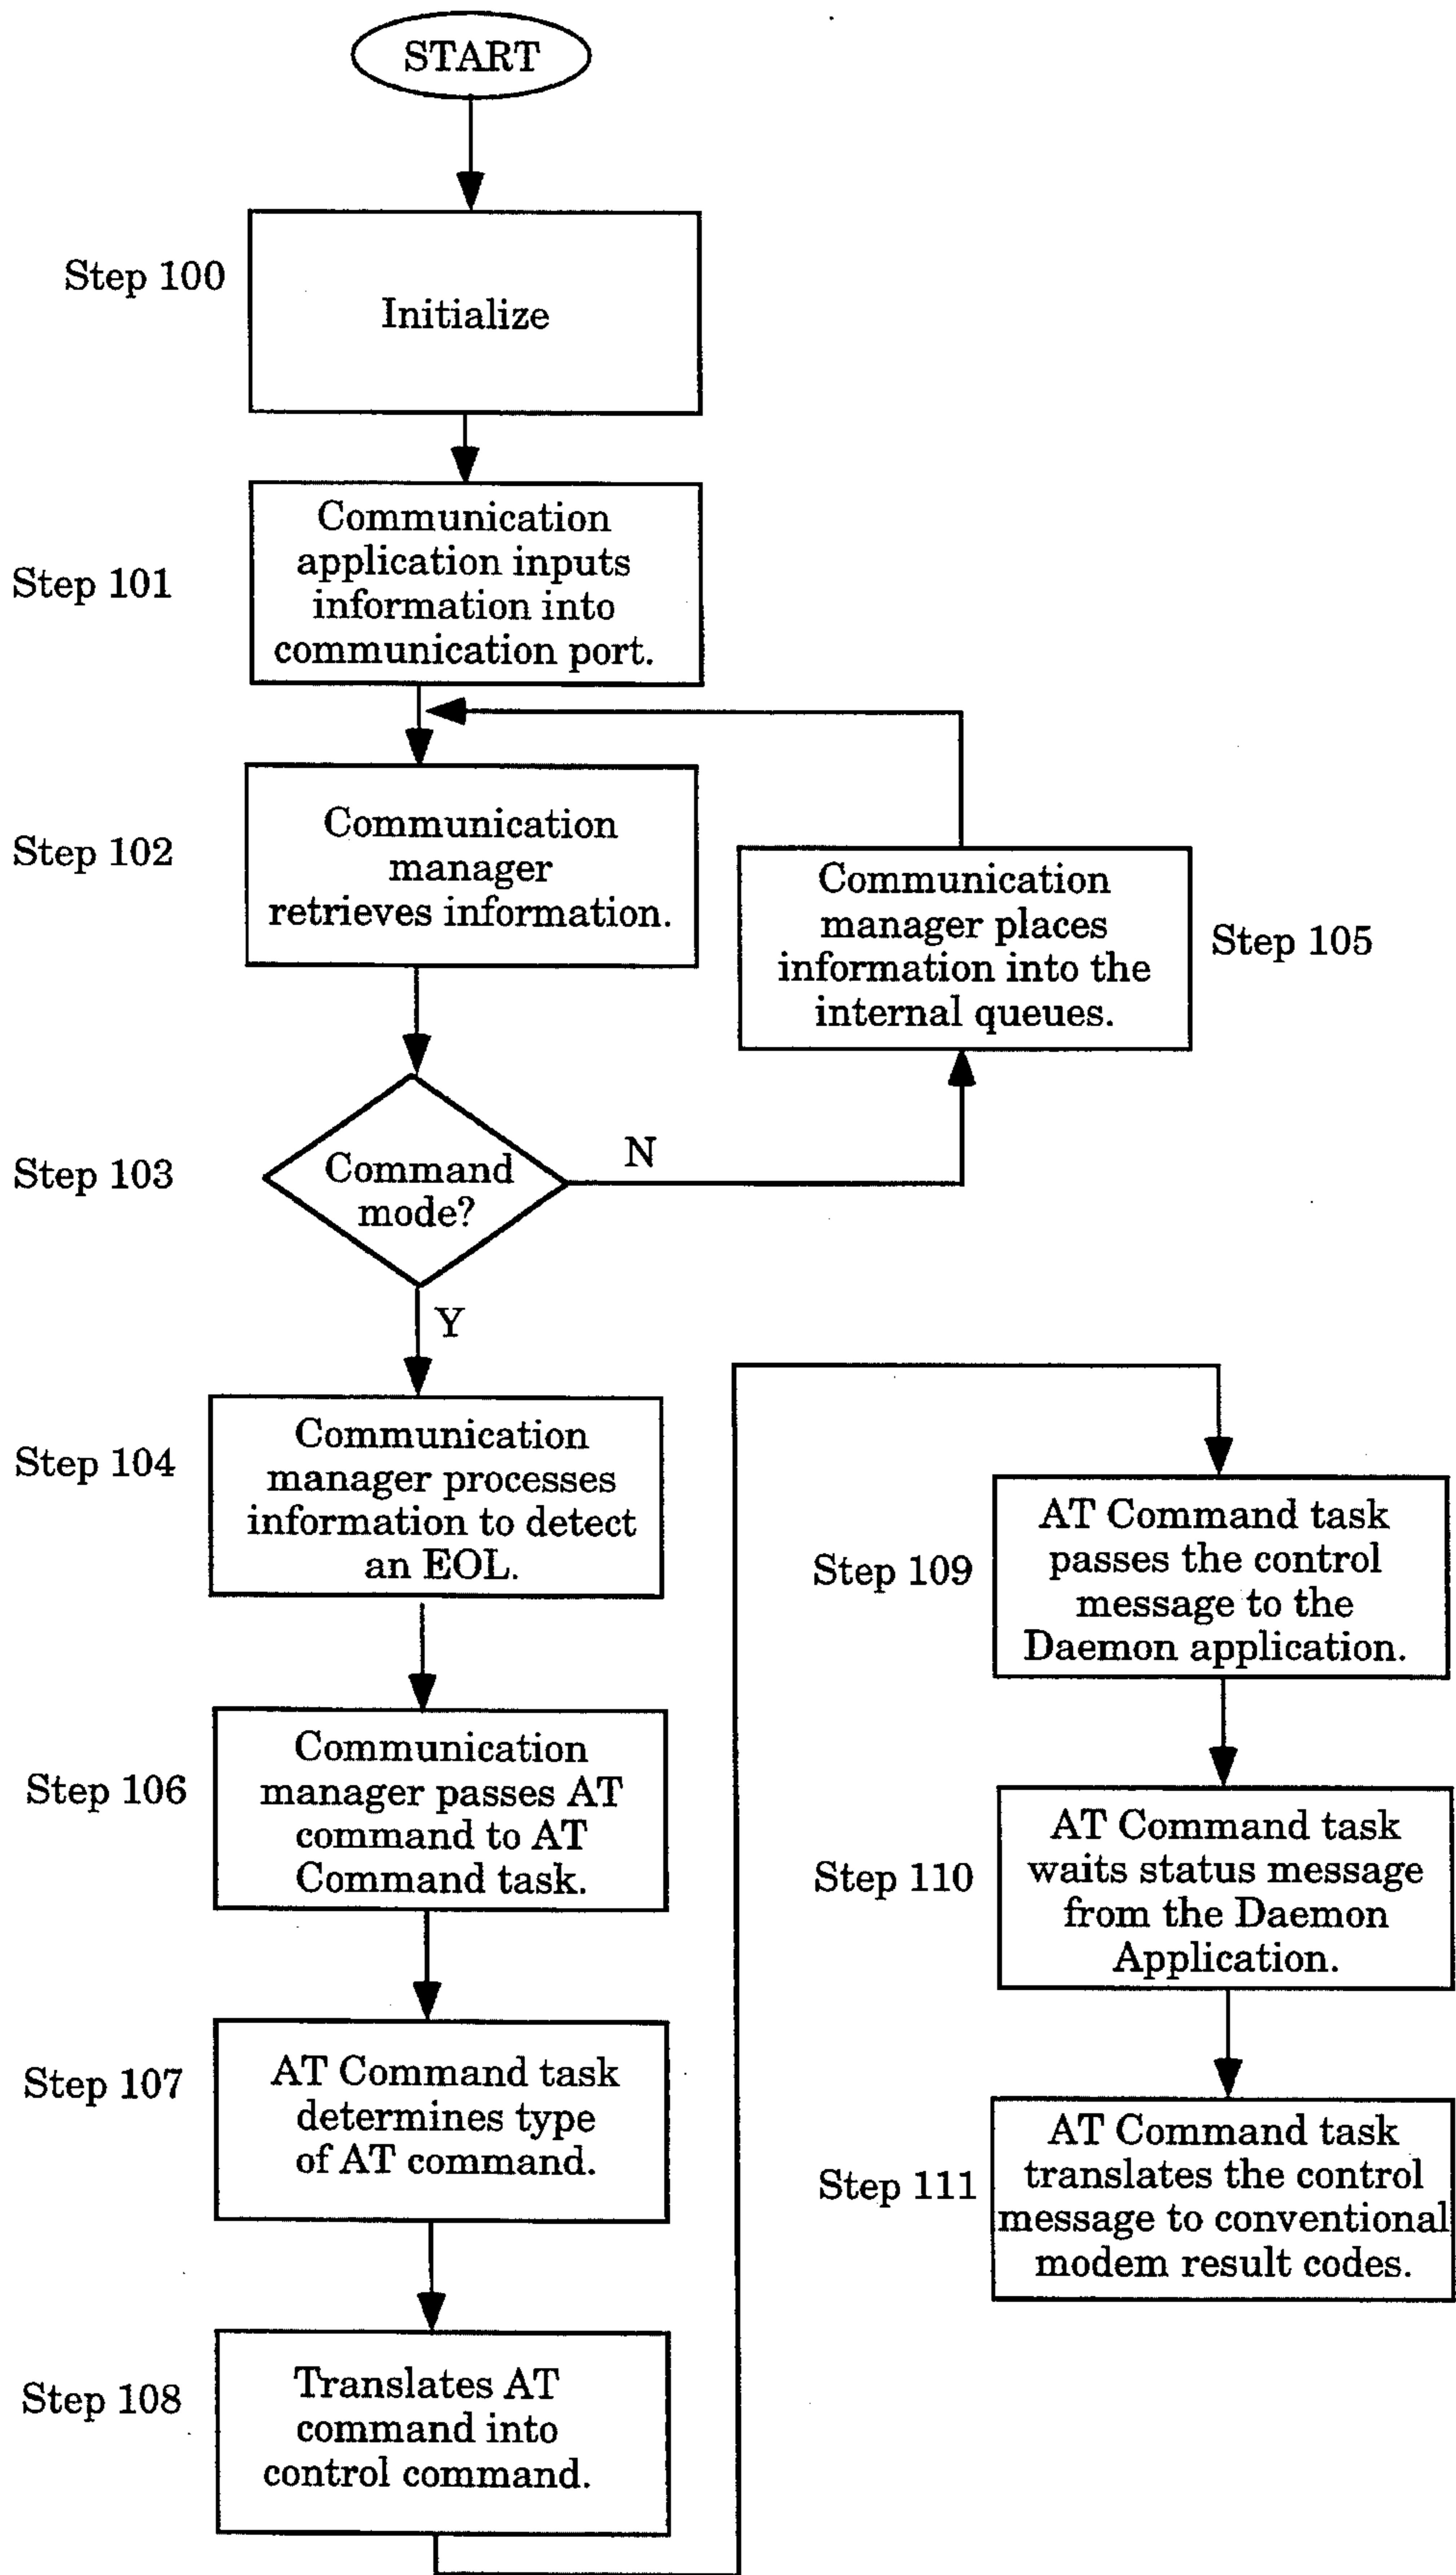 START
Step 100
Initialize
Step 101
Communication
application inputs
information into
communication port.
Step 102
Communication
manager
retrieves information.
Communication
manager places
information into the
internal queues.
Step 105
Step 103
Command
mode?
N
Y
Step 104
Communication
manager processes
information to detect
an EOL.
Step 106
Communication
manager passes AT
command to AT
Command task.
Step 107
AT Command task
determines type
of AT command.
Step 108
Translates AT
command into
control command.
Step 109
AT Command task
passes the control
message to the
Daemon application.
Step 110
AT Command task
waits status message
from the Daemon
Application.
Step 111
AT Command task
translates the control
message to conventional
modem result codes.